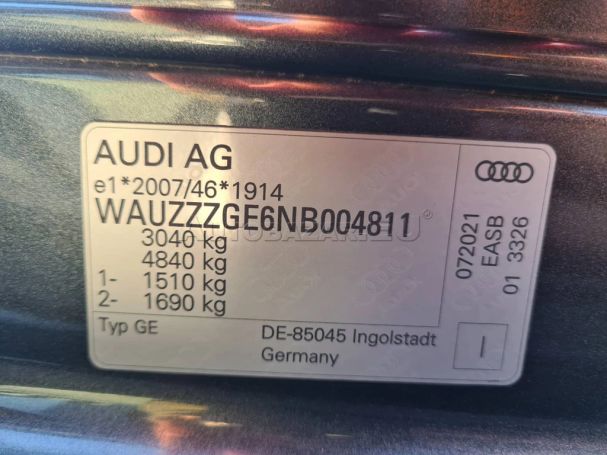 AUDI AG
e1*2007/46*1914
WAUZZZGE6NB004811
3040 kg
4840 kg
1- 1510 kg
2- 1690 kg
Typ GE
DE-85045 Ingolstadt
Germany
072021
EASB
01 3326